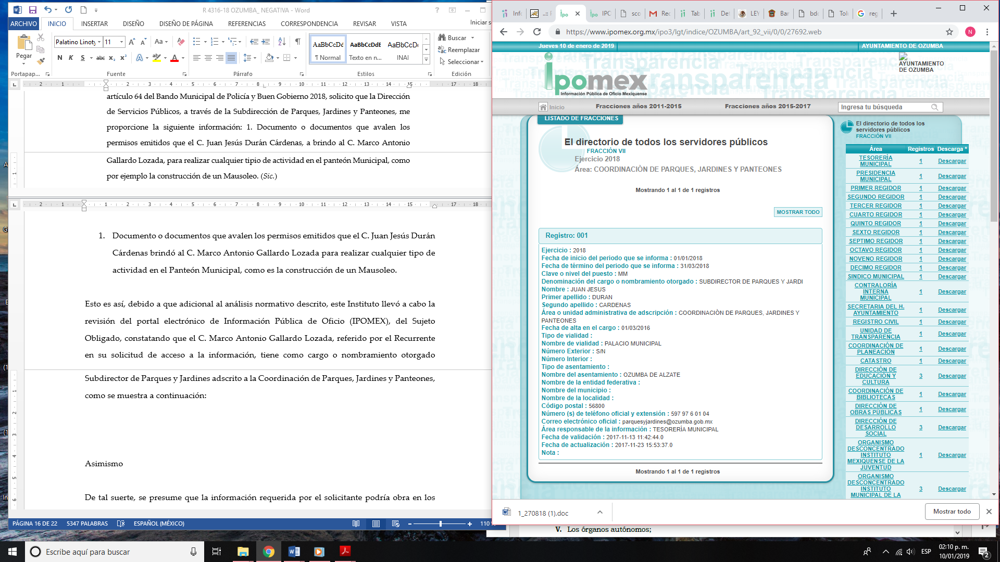 R 4316-18 OZUMBA_ NEGATIVA - Word
ARCHIVO INICIO INSERTAR DISEÑO DISEÑO DE PÁGINA REFERENCIAS CORRESPONDENCIA REVISAR VISTA Iniciar s
Pegar
Palatino Linoty 11
Aa
N K S abc x₂ x² A A
AaBbCcDc AaBbCcDdE AaBbCcDc
¶ Normal Texto en n... INAI
Buscar
Reemplazar
Seleccionar
Portapap... Fuente Párrafo Estilos Edición
artículo 64 del Bando Municipal de Policía y Buen Gobierno 2018, solicito que la Dirección
de Servicios Públicos, a través de la Subdirección de Parques, Jardines y Panteones, me
proporcione la siguiente información: 1. Documento o documentos que avalen los
permisos emitidos que el C. Juan Jesús Durán Cárdenas, a brindo al C. Marco Antonio
Gallardo Lozada, para realizar cualquier tipio de actividad en el panteón Municipal, como
por ejemplo la construcción de un Mausoleo. (Sic.)
1. Documento o documentos que avalen los permisos emitidos que el C. Juan Jesús Durán
Cárdenas brindó al C. Marco Antonio Gallardo Lozada para realizar cualquier tipo de
actividad en el Panteón Municipal, como es la construcción de un Mausoleo.
Esto es así, debido a que adicional al análisis normativo descrito, este Instituto llevó a cabo la
revisión del portal electrónico de Información Pública de Oficio (IPOMEX), del Sujeto
Obligado, constatando que el C. Marco Antonio Gallardo Lozada, referido por el Recurrente
en su solicitud de acceso a la información, tiene como cargo o nombramiento otorgado
Subdirector de Parques y Jardines adscrito a la Coordinación de Parques, Jardines y Panteones,
como se muestra a continuación:
Asimismo
De tal suerte, se presume que la información requerida por el solicitante podría obra en los
PÁGINA 16 DE 22 5347 PALABRAS ESPAÑOL (MÉXICO) 110
Info ..:: F ipo IPC sco Rec Tab Det LEY Bar bdc Tolu reg
https://www.ipomex.org.mx/ipo3/lgt/indice/OZUMBA/art_92_vii/0/0/27692.web
N
Jueves 10 de enero de 2019 AYUNTAMIENTO DE OZUMBA
Transparencia
ipomex
Información Pública de Oficio Mexiquense
AYUNTAMIENTO
DE OZUMBA
Inicio Fracciones años 2011-2015 Fracciones años 2015-2017 Ingresa tu búsqueda
LISTADO DE FRACCIONES
El directorio de todos los servidores públicos
FRACCIÓN VII
Ejercicio 2018
Área: COORDINACIÒN DE PARQUES, JARDINES Y PANTEONES
Mostrando 1 al 1 de 1 registros
MOSTRAR TODO
Registro: 001
Ejercicio : 2018
Fecha de inicio del periodo que se informa : 01/01/2018
Fecha de término del periodo que se informa : 31/03/2018
Clave o nivel del puesto : MM
Denominación del cargo o nombramiento otorgado : SUBDIRECTOR DE PARQUES Y JARDI
Nombre : JUAN JESUS
Primer apellido : DURAN
Segundo apellido : CARDENAS
Área o unidad administrativa de adscripción : COORDINACIÒN DE PARQUES, JARDINES Y
PANTEONES
Fecha de alta en el cargo : 01/03/2016
Tipo de vialidad :
Nombre de vialidad : PALACIO MUNICIPAL
Número Exterior : S/N
Número Interior :
Tipo de asentamiento :
Nombre del asentamiento : OZUMBA DE ALZATE
Nombre de la entidad federativa :
Nombre del municipio :
Nombre de la localidad :
Código postal : 56800
Número (s) de teléfono oficial y extensión : 597 97 6 01 04
Correo electrónico oficial : parquesyjardines@ozumba.gob.mx
Área responsable de la información : TESORERÍA MUNICIPAL
Fecha de validación : 2017-11-13 11:42:44.0
Fecha de actualización : 2017-11-23 15:53:37.0
Nota :
Mostrando 1 al 1 de 1 registros
El directorio de todos los
servidores públicos
FRACCIÓN VII
Área Registros Descarga *
TESORERÍA
MUNICIPAL 1 Descargar
PRESIDENCIA
MUNICIPAL 1 Descargar
PRIMER REGIDOR 1 Descargar
SEGUNDO REGIDOR 1 Descargar
TERCER REGIDOR 1 Descargar
CUARTO REGIDOR 1 Descargar
QUINTO REGIDOR 1 Descargar
SEXTO REGIDOR 1 Descargar
SEPTIMO REGIDOR 1 Descargar
OCTAVO REGIDOR 1 Descargar
NOVENO REGIDOR 1 Descargar
DECIMO REGIDOR 1 Descargar
SINDICO MUNICIPAL 1 Descargar
CONTRALORÍA
INTERNA
MUNICIPAL 1 Descargar
SECRETARIA DEL H.
AYUNTAMIENTO 1 Descargar
REGISTRO CIVIL 1 Descargar
UNIDAD DE
TRANSPARENCIA 1 Descargar
COORDINACIÓN DE
PLANEACIÓN 1 Descargar
CATASTRO 1 Descargar
DIRECCIÓN DE
EDUCACIÓN Y
CULTURA 3 Descargar
COORDINACIÓN DE
BIBLIOTECAS 1 Descargar
DIRECCIÓN DE
OBRAS PÚBLICAS 1 Descargar
DIRECCIÓN DE
DESARROLLO
SOCIAL 3 Descargar
ORGANISMO
DESCONCENTRADO
INSTITUTO
MEXIQUENSE DE LA
JUVENTUD 1 Descargar
ORGANISMO
DESCONCENTRADO
INSTITUTO
MUNICIPAL DE LA 3 Descargar
1_270818 (1).doc Mostrar todo
V. Los órganos autónomos;
Escribe aquí para buscar
ESP 02:10 p. m.
10/01/2019
2